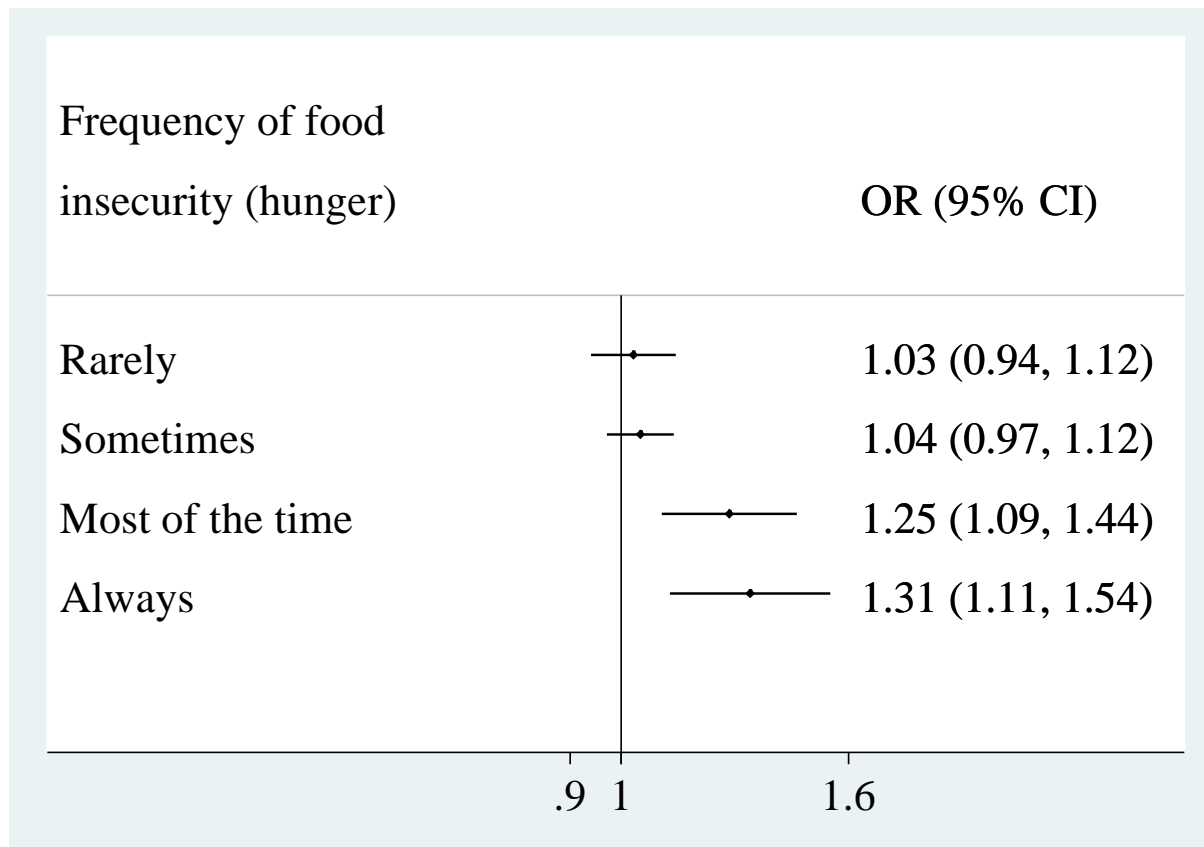 Frequency of food
insecurity (hunger) OR (95% CI)
Rarely 1.03 (0.94, 1.12)
Sometimes 1.04 (0.97, 1.12)
Most of the time 1.25 (1.09, 1.44)
Always 1.31 (1.11, 1.54)
.9 1 1.6